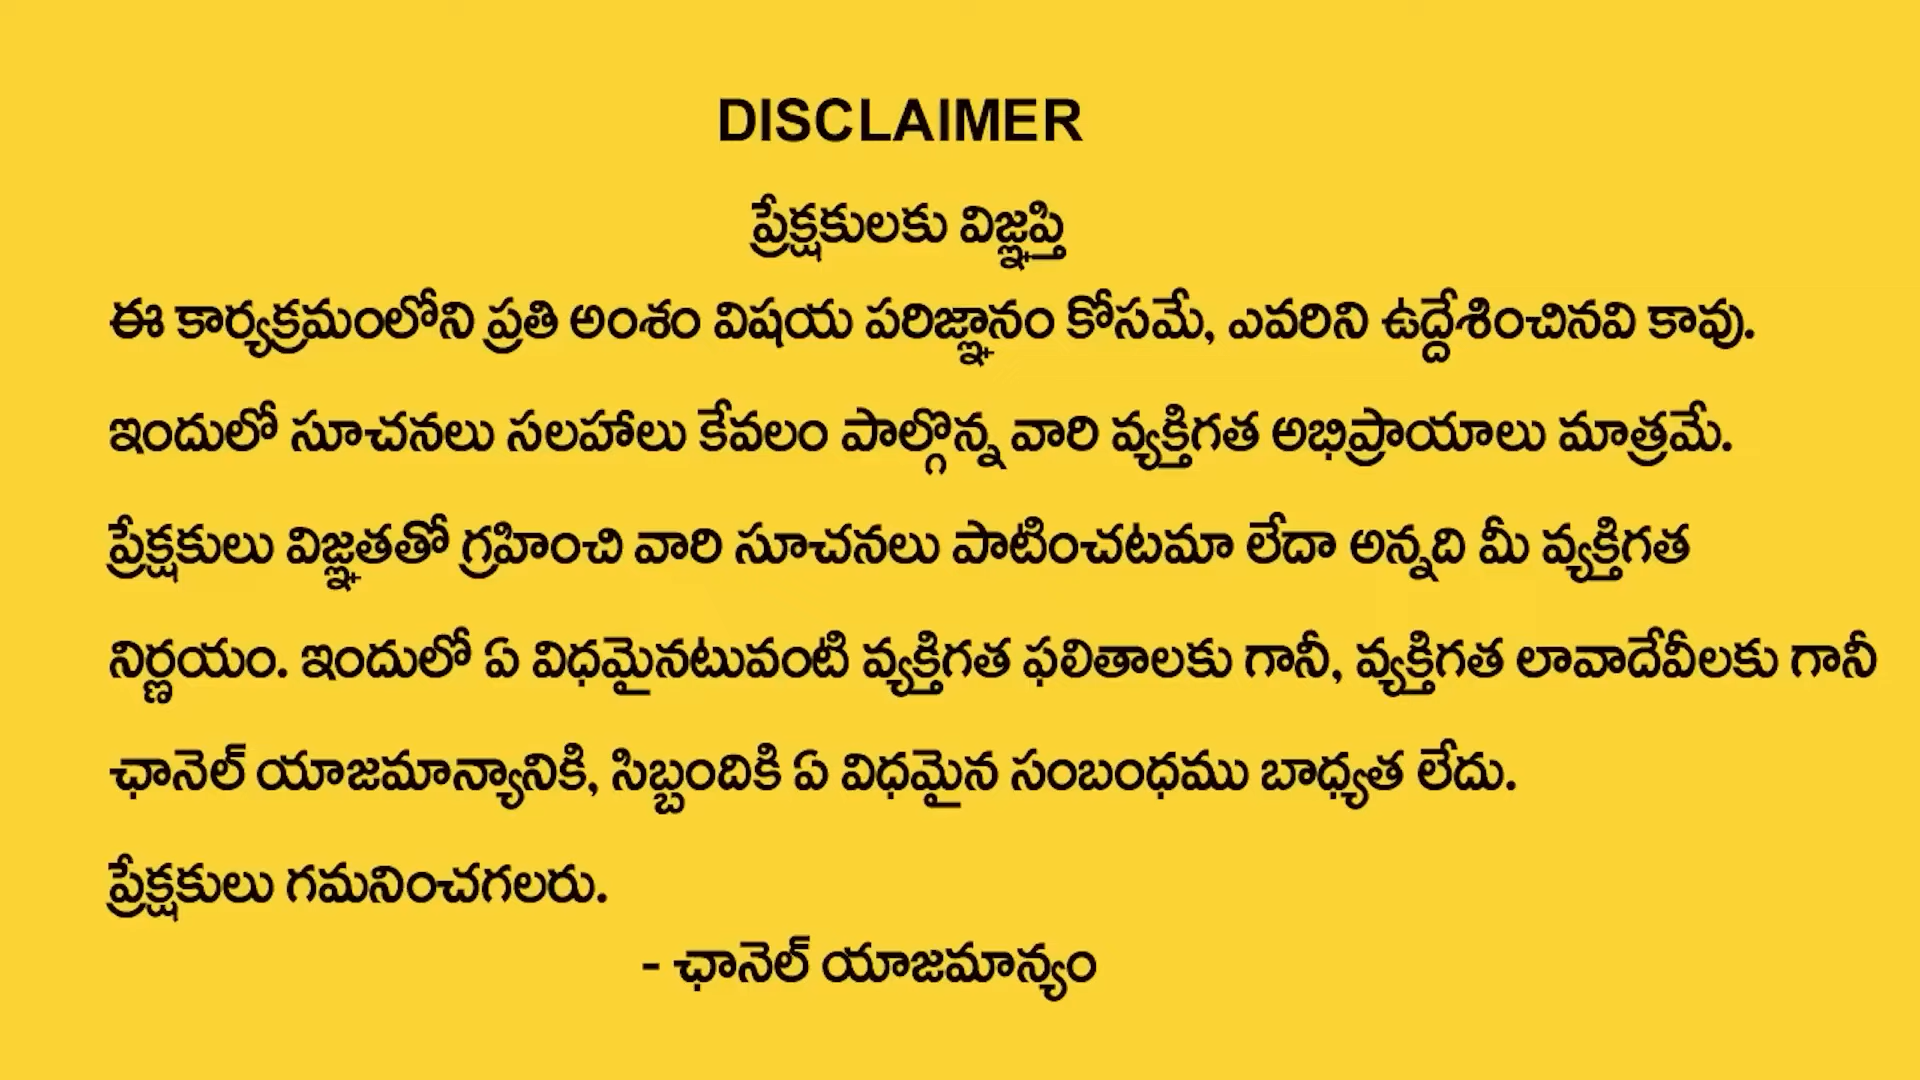 DISCLAIMER
ప్రేక్షకులకు విజ్ఞప్తి
ఈ కార్యక్రమంలోని ప్రతి అంశం విషయ పరిజ్ఞానం కోసమే, ఎవరిని ఉద్దేశించినవి కావు.
ఇందులో సూచనలు సలహాలు కేవలం పాల్గొన్న వారి వ్యక్తిగత అభిప్రాయాలు మాత్రమే.
ప్రేక్షకులు విజ్ఞతతో గ్రహించి వారి సూచనలు పాటించటమా లేదా అన్నది మీ వ్యక్తిగత
నిర్ణయం. ఇందులో ఏ విధమైనటువంటి వ్యక్తిగత ఫలితాలకు గానీ, వ్యక్తిగత లావాదేవీలకు గానీ
ఛానెల్ యాజమాన్యానికి, సిబ్బందికి ఏ విధమైన సంబంధము బాధ్యత లేదు.
ప్రేక్షకులు గమనించగలరు.
- ఛానెల్ యాజమాన్యం